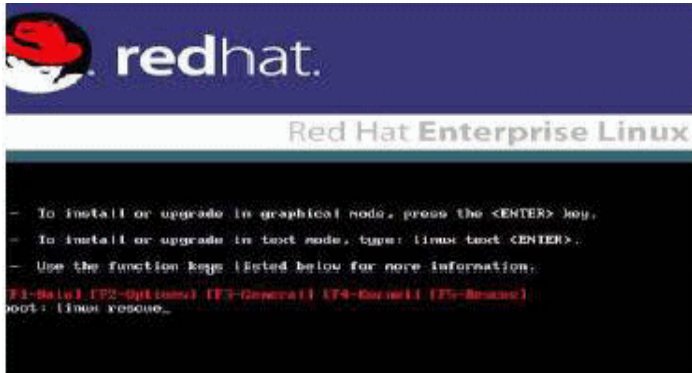 redhat.
Red Hat Enterprise Linux
- To install or upgrade in graphical mode, press the <ENTER> key.
- To install or upgrade in text mode, type: linux text <ENTER>.
- Use the function keys listed below for more information.
[F1-Main] [F2-Options] [F3-General] [F4-Kernel] [F5-Rescue]
boot: linux rescue_